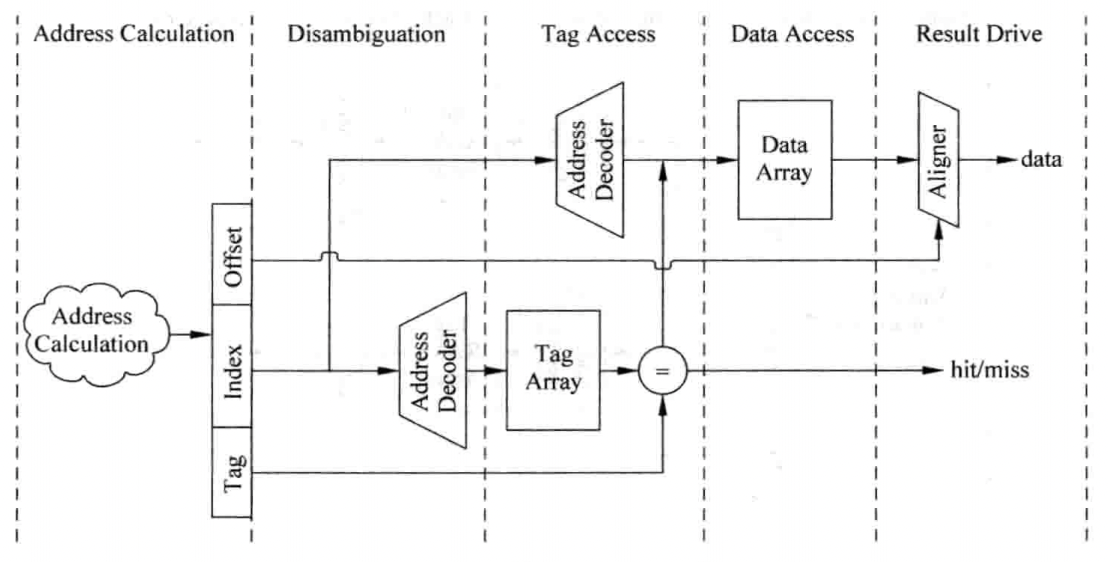 Address Calculation
Disambiguation
Tag Access
Data Access
Result Drive
Address
Decoder
Data
Array
Aligner
data
Offset
Address
Calculation
Index
Address
Decoder
Tag
Array
=
hit/miss
Tag